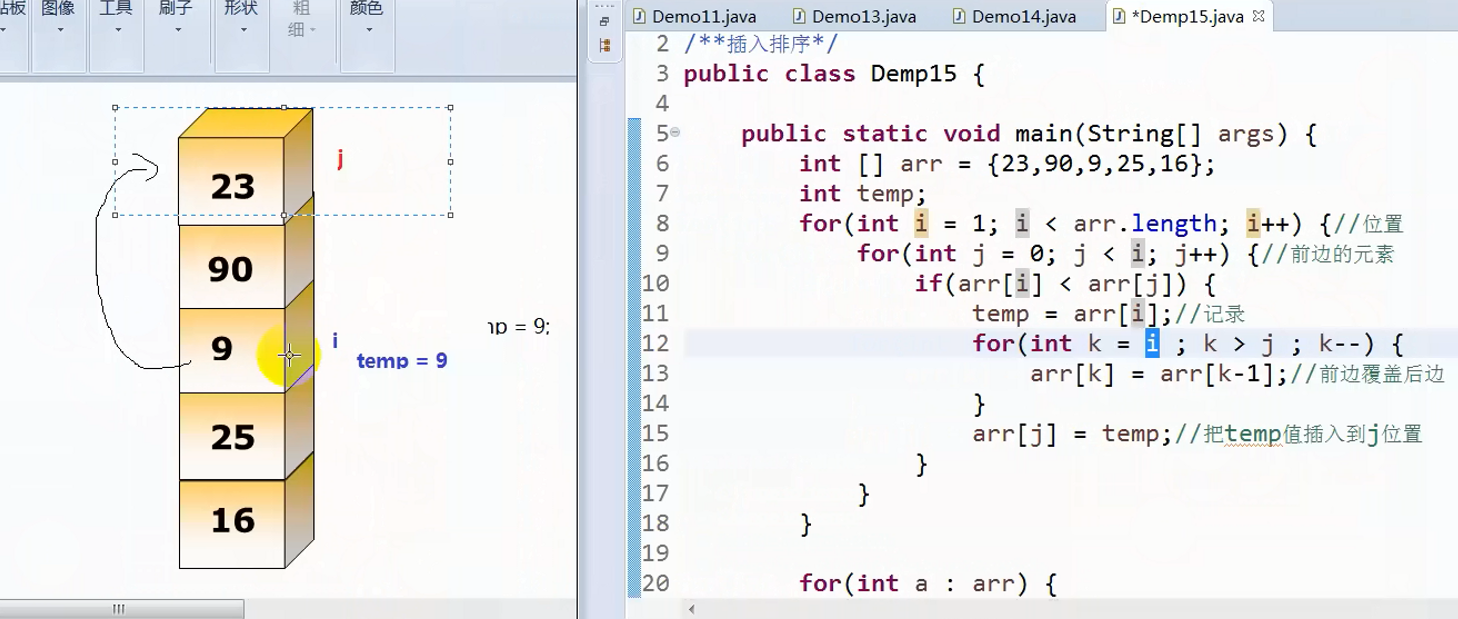 图像
工具
刷子
形状
粗
细
颜色
23
j
90
9
i
temp = 9
= 9;
25
16
Demo11.java
Demo13.java
Demo14.java
*Demp15.java
2 /**插入排序*/
3 public class Demp15 {
4
5 public static void main(String[] args) {
6 int [] arr = {23,90,9,25,16};
7 int temp;
8 for(int i = 1; i < arr.length; i++) {//位置
9 for(int j = 0; j < i; j++) {//前边的元素
10 if(arr[i] < arr[j]) {
11 temp = arr[i];//记录
12 for(int k = i ; k > j ; k--) {
13 arr[k] = arr[k-1];//前边覆盖后边
14 }
15 arr[j] = temp;//把temp值插入到j位置
16 }
17 }
18 }
19
20 for(int a : arr) {